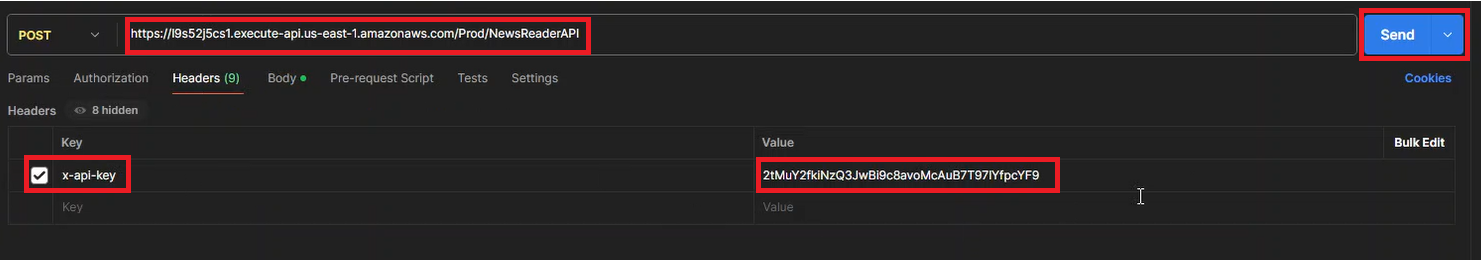 POST https://l9s52j5cs1.execute-api.us-east-1.amazonaws.com/Prod/NewsReaderAPI Send
Params Authorization Headers (9) Body Pre-request Script Tests Settings Cookies
Headers 8 hidden
Key Value Bulk Edit
x-api-key 2tMuY2fkiNzQ3JwBi9c8avoMcAuB7T97lYfpcYF9
Key Value